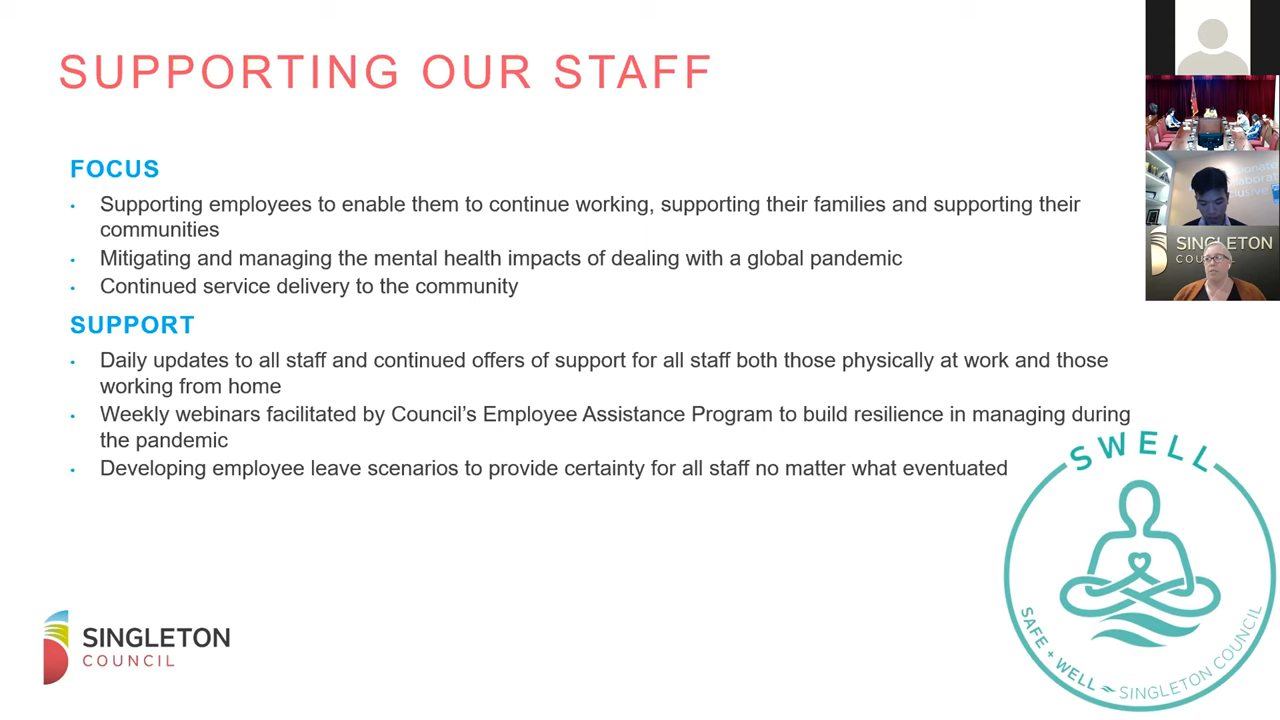 SUPPORTING OUR STAFF
FOCUS
• Supporting employees to enable them to continue working, supporting their families and supporting their
communities
• Mitigating and managing the mental health impacts of dealing with a global pandemic
• Continued service delivery to the community
SUPPORT
• Daily updates to all staff and continued offers of support for all staff both those physically at work and those
working from home
• Weekly webinars facilitated by Council's Employee Assistance Program to build resilience in managing during
the pandemic
• Developing employee leave scenarios to provide certainty for all staff no matter what eventuated
SWELL
SAFE + WELL ≈ SINGLETON COUNCIL
SINGLETON
COUNCIL
SINGLETON